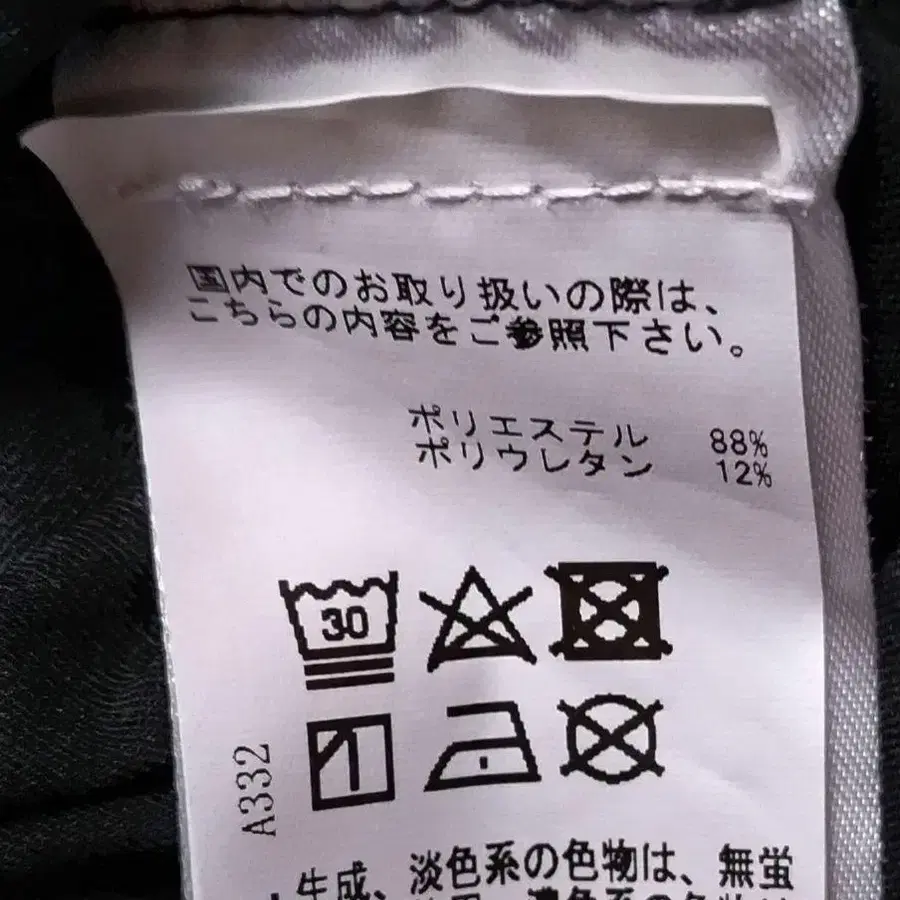 国内でのお取り扱いの際は、
こちらの内容をご参照下さい。
ポリエステル 88%
ポリウレタン 12%
30
A332
生成、淡色系の色物は、無蛍